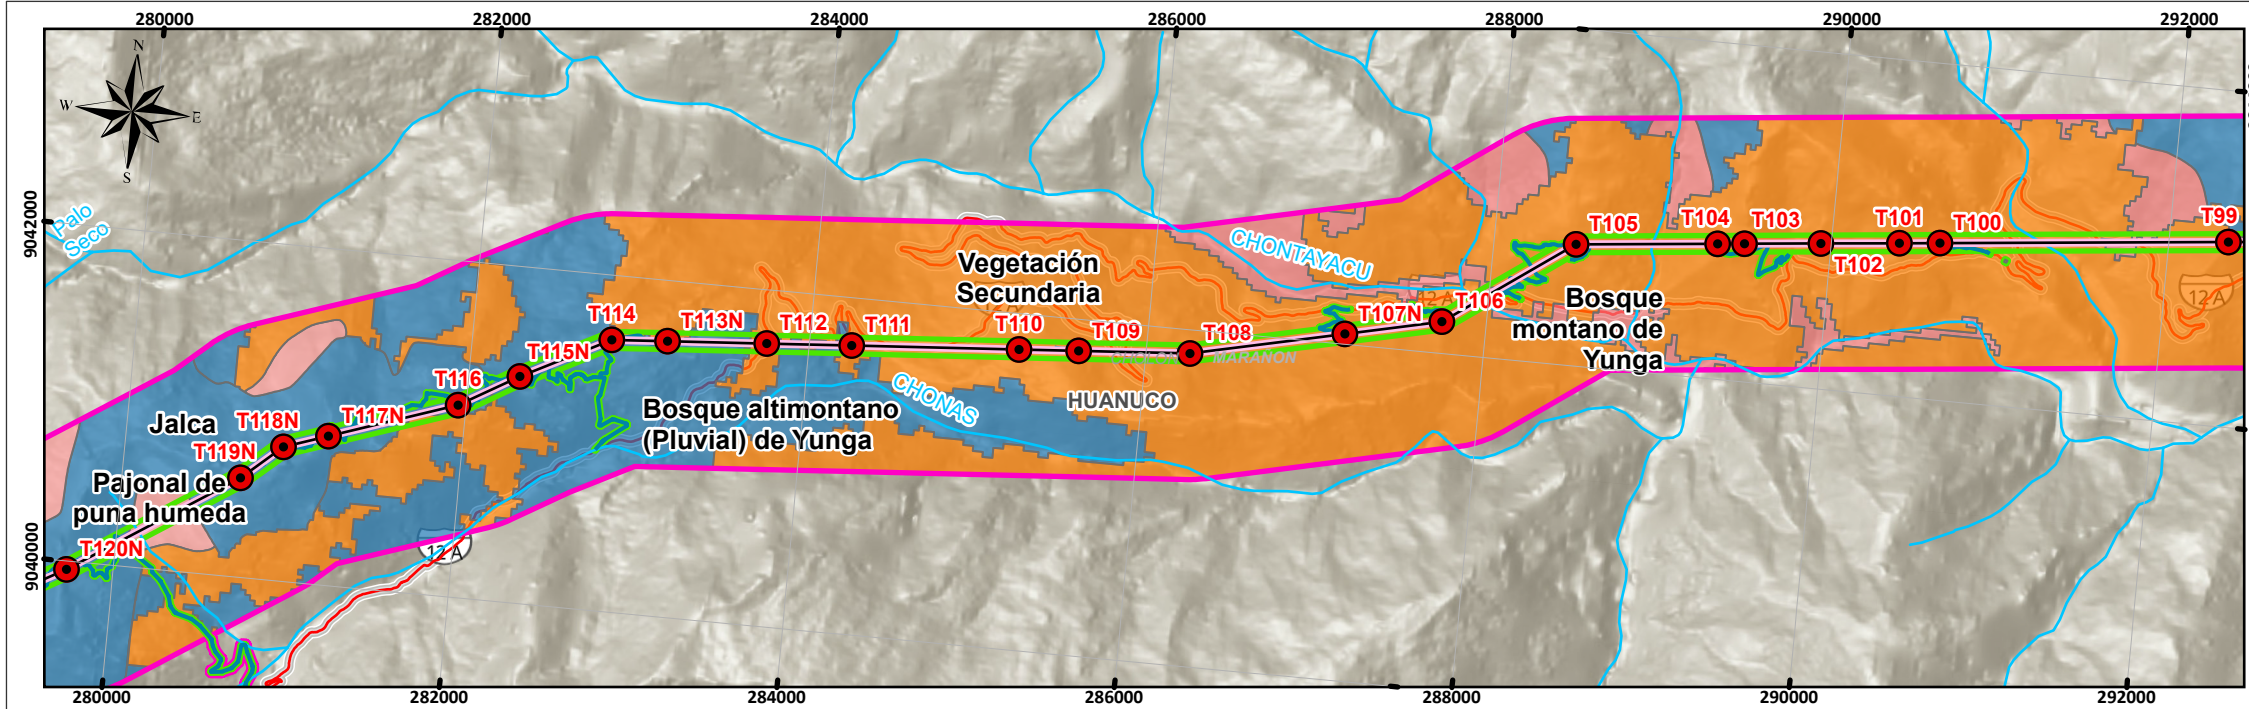 280000
282000
284000
286000
288000
290000
292000
N
W
E
S
9042000
9040000
Palo
Seco
CHONTAYACU
Vegetación
Secundaria
T105
T104
T103
T102
T101
T100
T99
12 A
12 A
T106
T107N
T108
T109
T110
T111
T112
T113N
T114
T115N
T116
T117N
T118N
T119N
T120N
Bosque
montano de
Yunga
MARAÑON
HUANUCO
CHONAS
Bosque altimontano
(Pluvial) de Yunga
Jalca
Pajonal de
puna humeda
12 A
280000
282000
284000
286000
288000
290000
292000